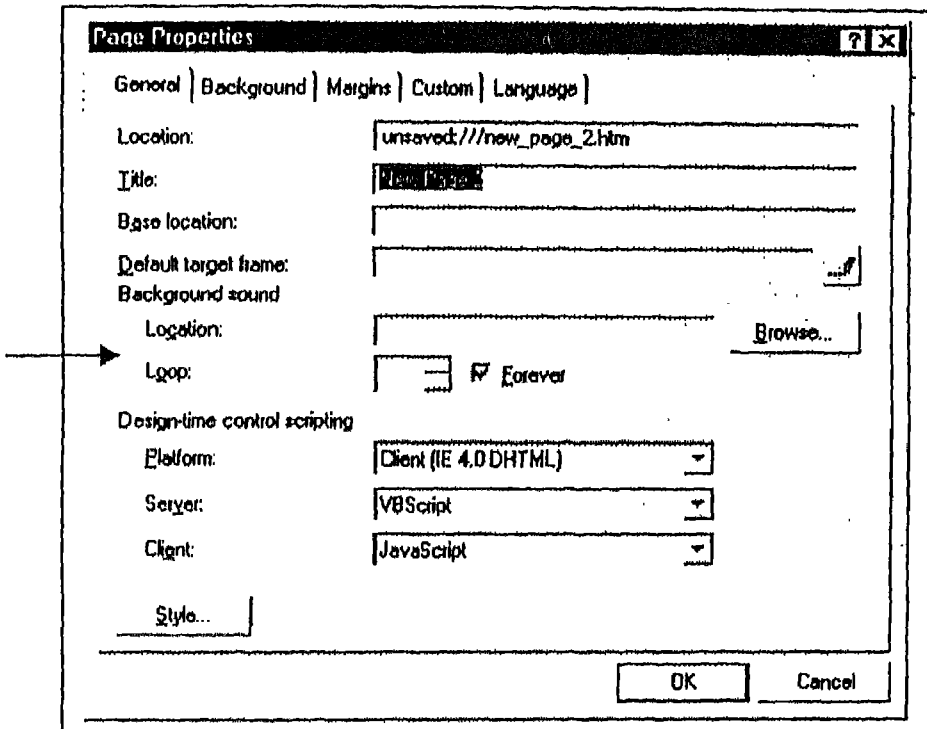 Page Properties ? X
General Background Margins Custom Language
Location: unsaved:///new_page_2.htm
Title:
Base location:
Default target frame: ...
Background sound
Location: Browse...
Loop: Forever
Design-time control scripting
Platform: Client (IE 4.0 DHTML)
Server: VBScript
Client: JavaScript
Style...
OK Cancel